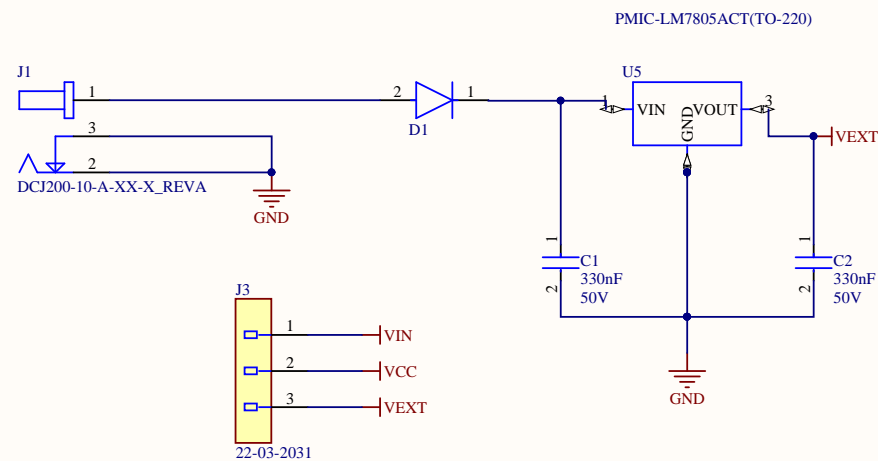 PMIC-LM7805ACT(TO-220)
J1
1
3
2
DCJ200-10-A-XX-X_REVA
GND
2
1
D1
U5
1
VIN
GND
VOUT
3
VEXT
1
2
C1
330nF
50V
1
2
C2
330nF
50V
GND
J3
1
VIN
2
VCC
3
VEXT
22-03-2031